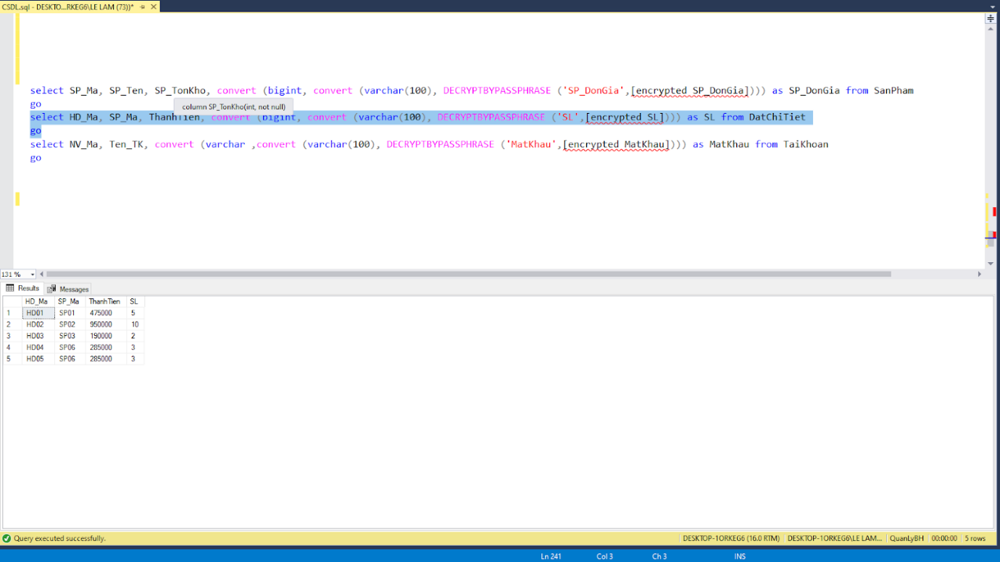 CSDL.sql - DESKTO...RKEG6\LE LAM (73))*
select SP_Ma, SP_Ten, SP_TonKho, convert (bigint, convert (varchar(100), DECRYPTBYPASSPHRASE ('SP_DonGia',[encrypted SP_DonGia]))) as SP_DonGia from SanPham
go
column SP_TonKho(int, not null)
select HD_Ma, SP_Ma, ThanhTien, convert (bigint, convert (varchar(100), DECRYPTBYPASSPHRASE ('SL',[encrypted SL]))) as SL from DatChiTiet
go
select NV_Ma, Ten_TK, convert (varchar ,convert (varchar(100), DECRYPTBYPASSPHRASE ('MatKhau',[encrypted MatKhau]))) as MatKhau from TaiKhoan
go
131 %
Results Messages
HD_Ma SP_Ma ThanhTien SL
1 HD01 SP01 475000 5
2 HD02 SP02 950000 10
3 HD03 SP03 190000 2
4 HD04 SP06 285000 3
5 HD05 SP06 285000 3
Query executed successfully. DESKTOP-1ORKEG6 (16.0 RTM) DESKTOP-1ORKEG6\LE LAM... QuanLyBH 00:00:00 5 rows
Ln 241 Col 3 Ch 3 INS